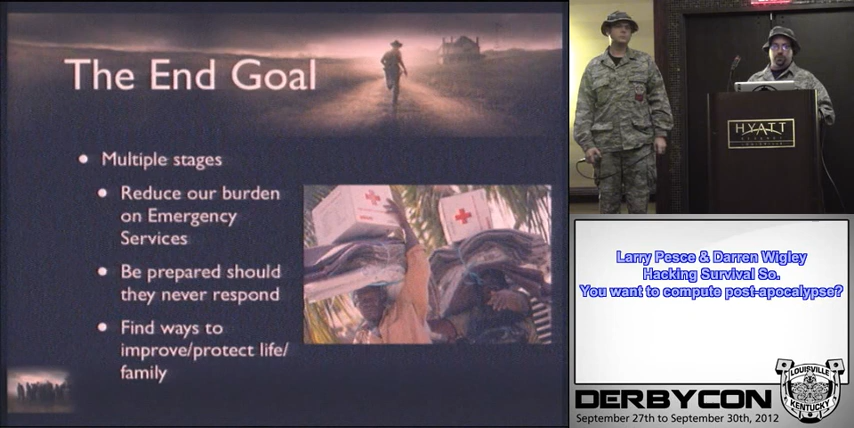 The End Goal
Multiple stages
Reduce our burden
on Emergency
Services
Be prepared should
they never respond
Find ways to
improve/protect life/
family
HYATT
Larry Pesce & Darren Wigley
Hacking Survival So.
You want to compute post-apocalypse?
DERBYCON
September 27th to September 30th, 2012
LOUISVILLE
KENTUCKY